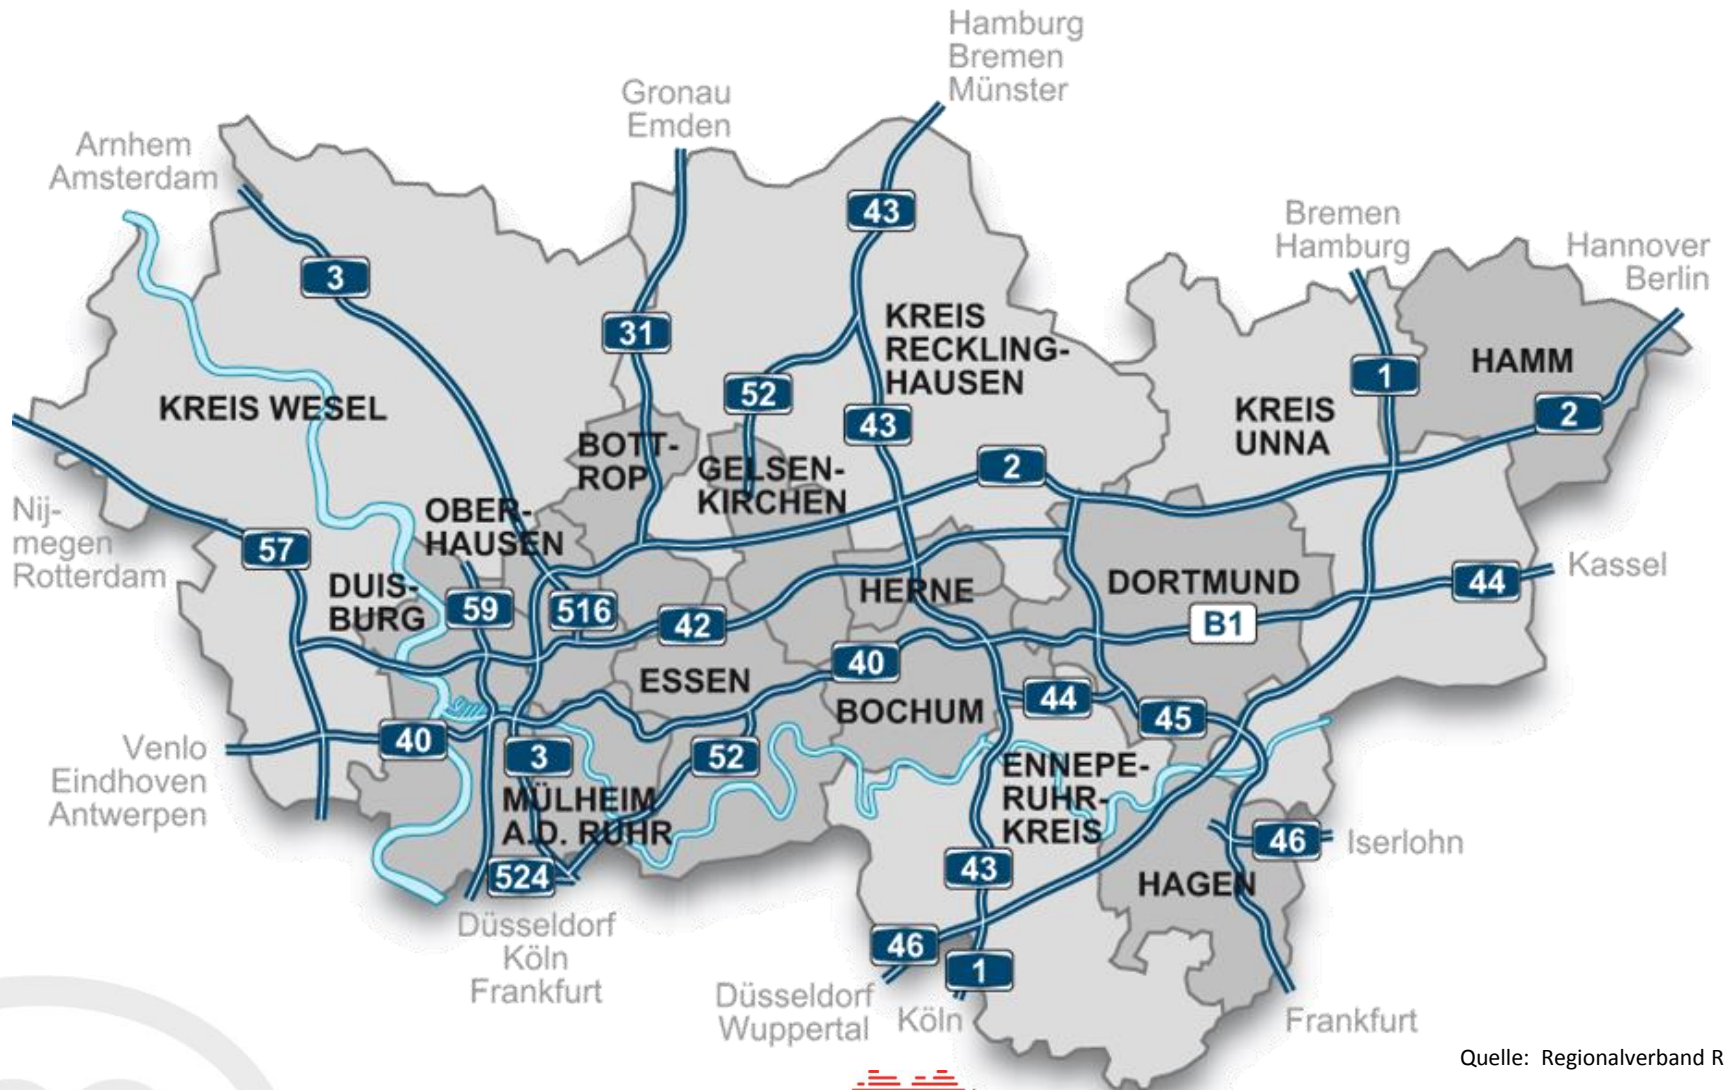 Hamburg
Bremen
Münster
Gronau
Emden
Arnhem
Amsterdam
43
Bremen
Hamburg
Hannover
Berlin
3
31
KREIS
RECKLING-
HAUSEN
1
HAMM
52
KREIS WESEL
43
KREIS
UNNA
2
BOTT-
ROP
GELSEN-
KIRCHEN
2
Nij-
megen
Rotterdam
OBER-
HAUSEN
57
DUIS-
BURG
59
516
42
HERNE
DORTMUND
B1
44
Kassel
ESSEN
40
BOCHUM
44
45
40
3
52
Venlo
Eindhoven
Antwerpen
MÜLHEIM
A.D. RUHR
ENNEPE-
RUHR-
KREIS
46
Iserlohn
524
43
HAGEN
Düsseldorf
Köln
Frankfurt
46
1
Düsseldorf
Wuppertal
Köln
Frankfurt
Quelle: Regionalverband R